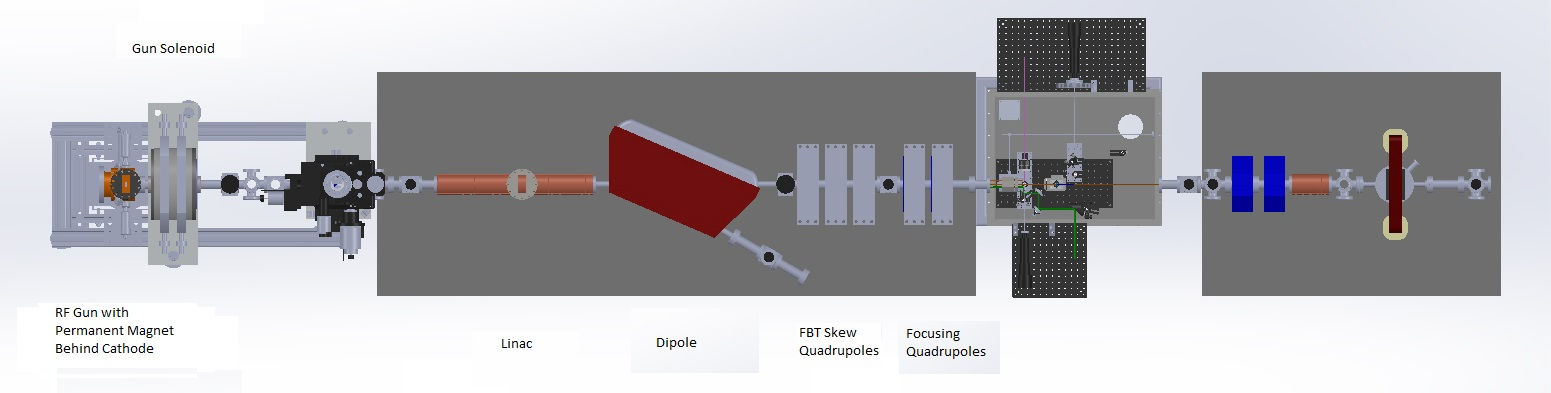 Gun Solenoid
RF Gun with
Permanent Magnet
Behind Cathode
Linac
Dipole
FBT Skew
Quadrupoles
Focusing
Quadrupoles